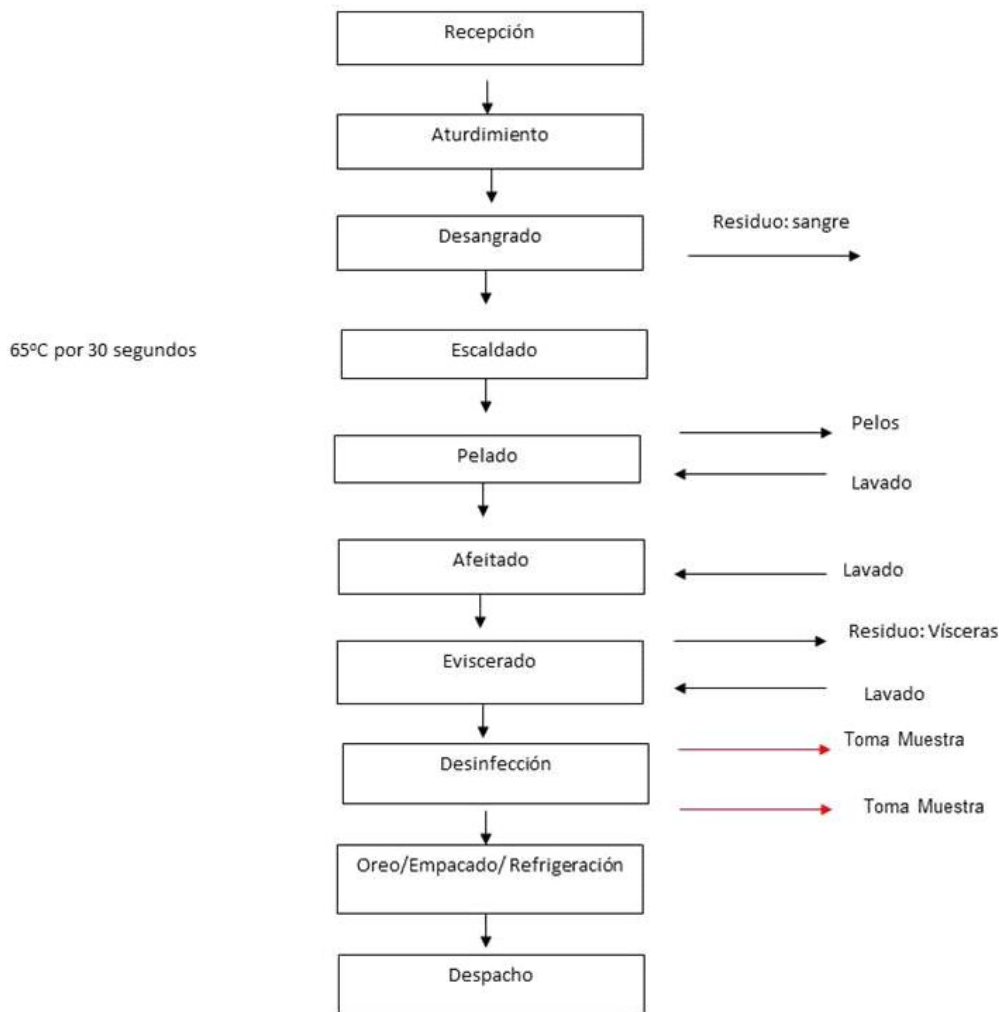 Recepción
Aturdimiento
Desangrado
Residuo: sangre
65ºC por 30 segundos
Escaldado
Pelos
Pelado
Lavado
Afeitado
Lavado
Residuo: Vísceras
Eviscerado
Lavado
Toma Muestra
Desinfección
Toma Muestra
Oreo/Empacado/ Refrigeración
Despacho